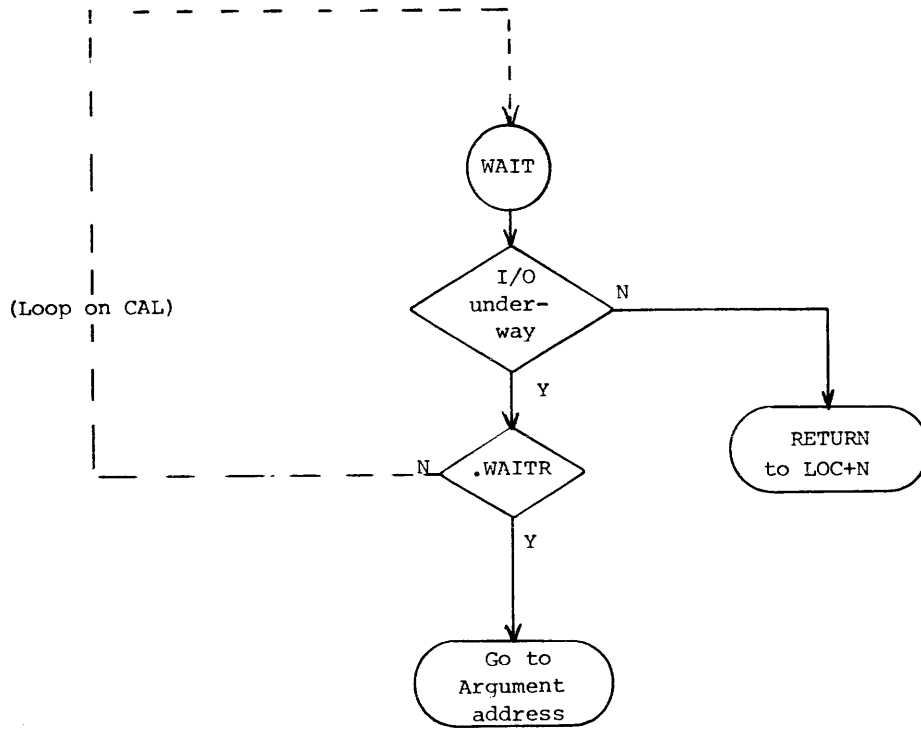 WAIT
I/O
under-
way
N
(Loop on CAL)
Y
RETURN
to LOC+N
N
.WAITR
Y
Go to
Argument
address